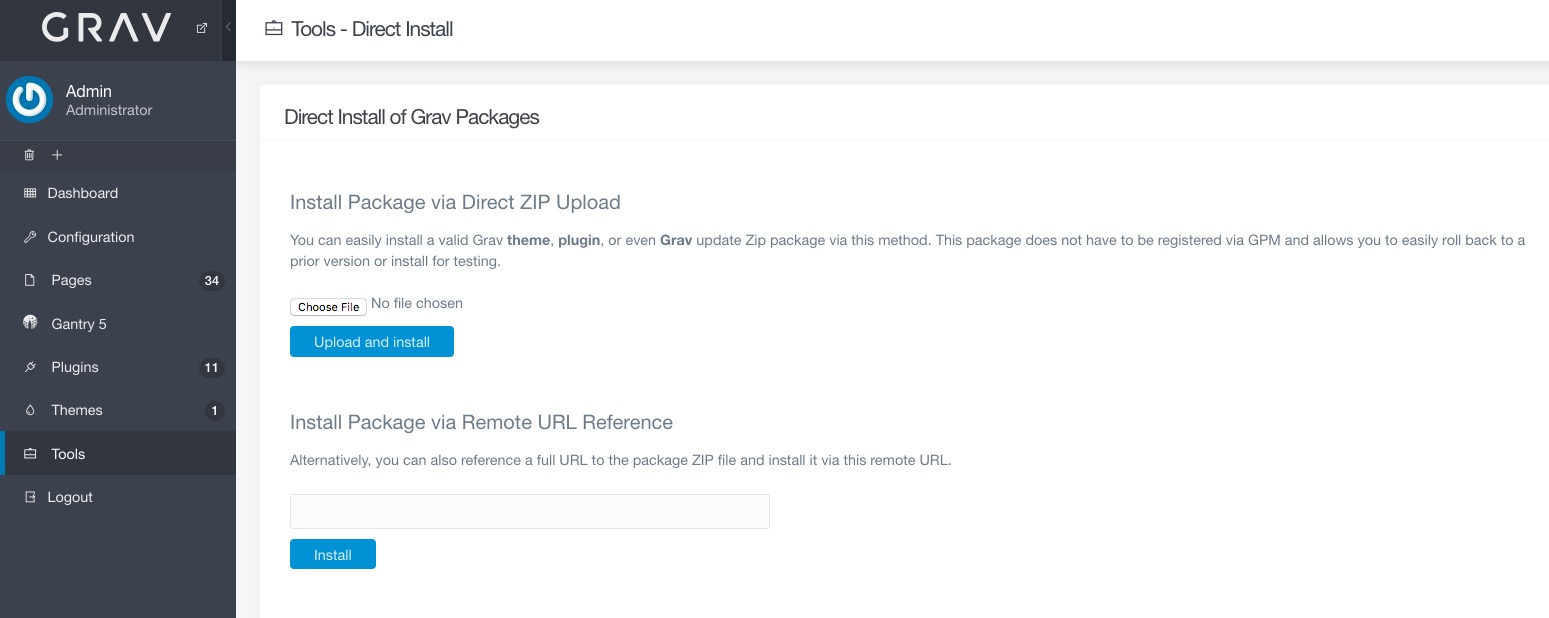 GRAV
Admin
Administrator
Dashboard
Configuration
Pages 34
Gantry 5
Plugins 11
Themes 1
Tools
Logout
Tools - Direct Install
Direct Install of Grav Packages
Install Package via Direct ZIP Upload
You can easily install a valid Grav theme, plugin, or even Grav update Zip package via this method. This package does not have to be registered via GPM and allows you to easily roll back to a
prior version or install for testing.
Choose File No file chosen
Upload and install
Install Package via Remote URL Reference
Alternatively, you can also reference a full URL to the package ZIP file and install it via this remote URL.
Install